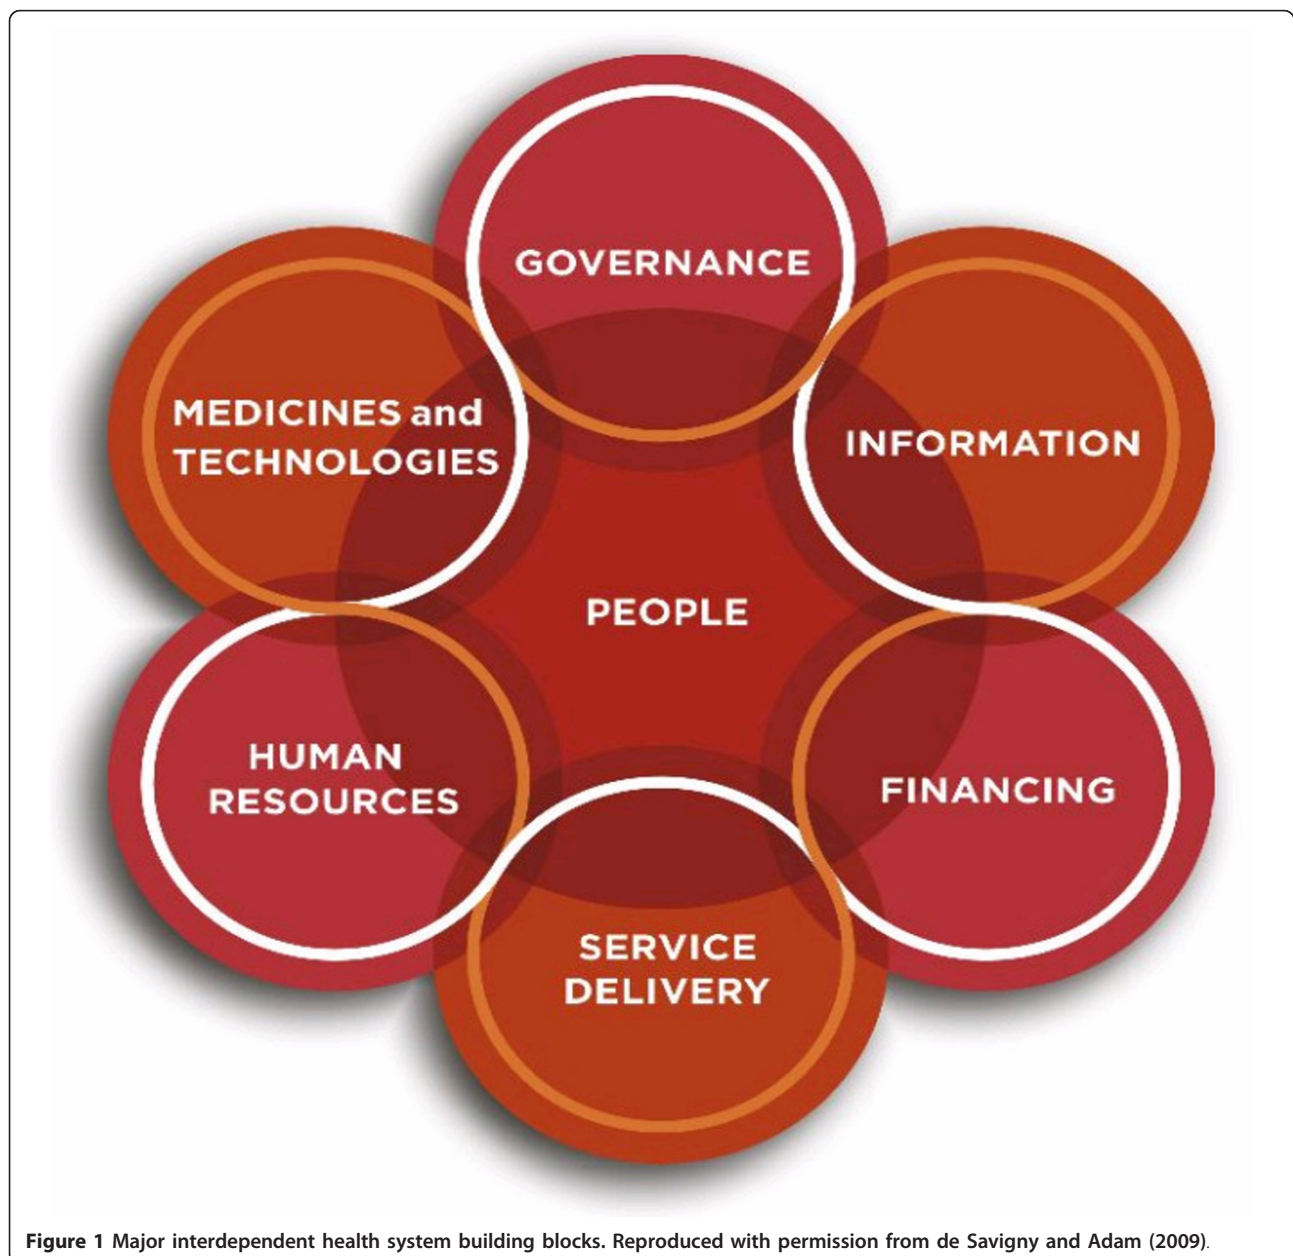 GOVERNANCE
MEDICINES and
TECHNOLOGIES
INFORMATION
PEOPLE
HUMAN
RESOURCES
FINANCING
SERVICE
DELIVERY
Figure 1 Major interdependent health system building blocks. Reproduced with permission from de Savigny and Adam (2009).